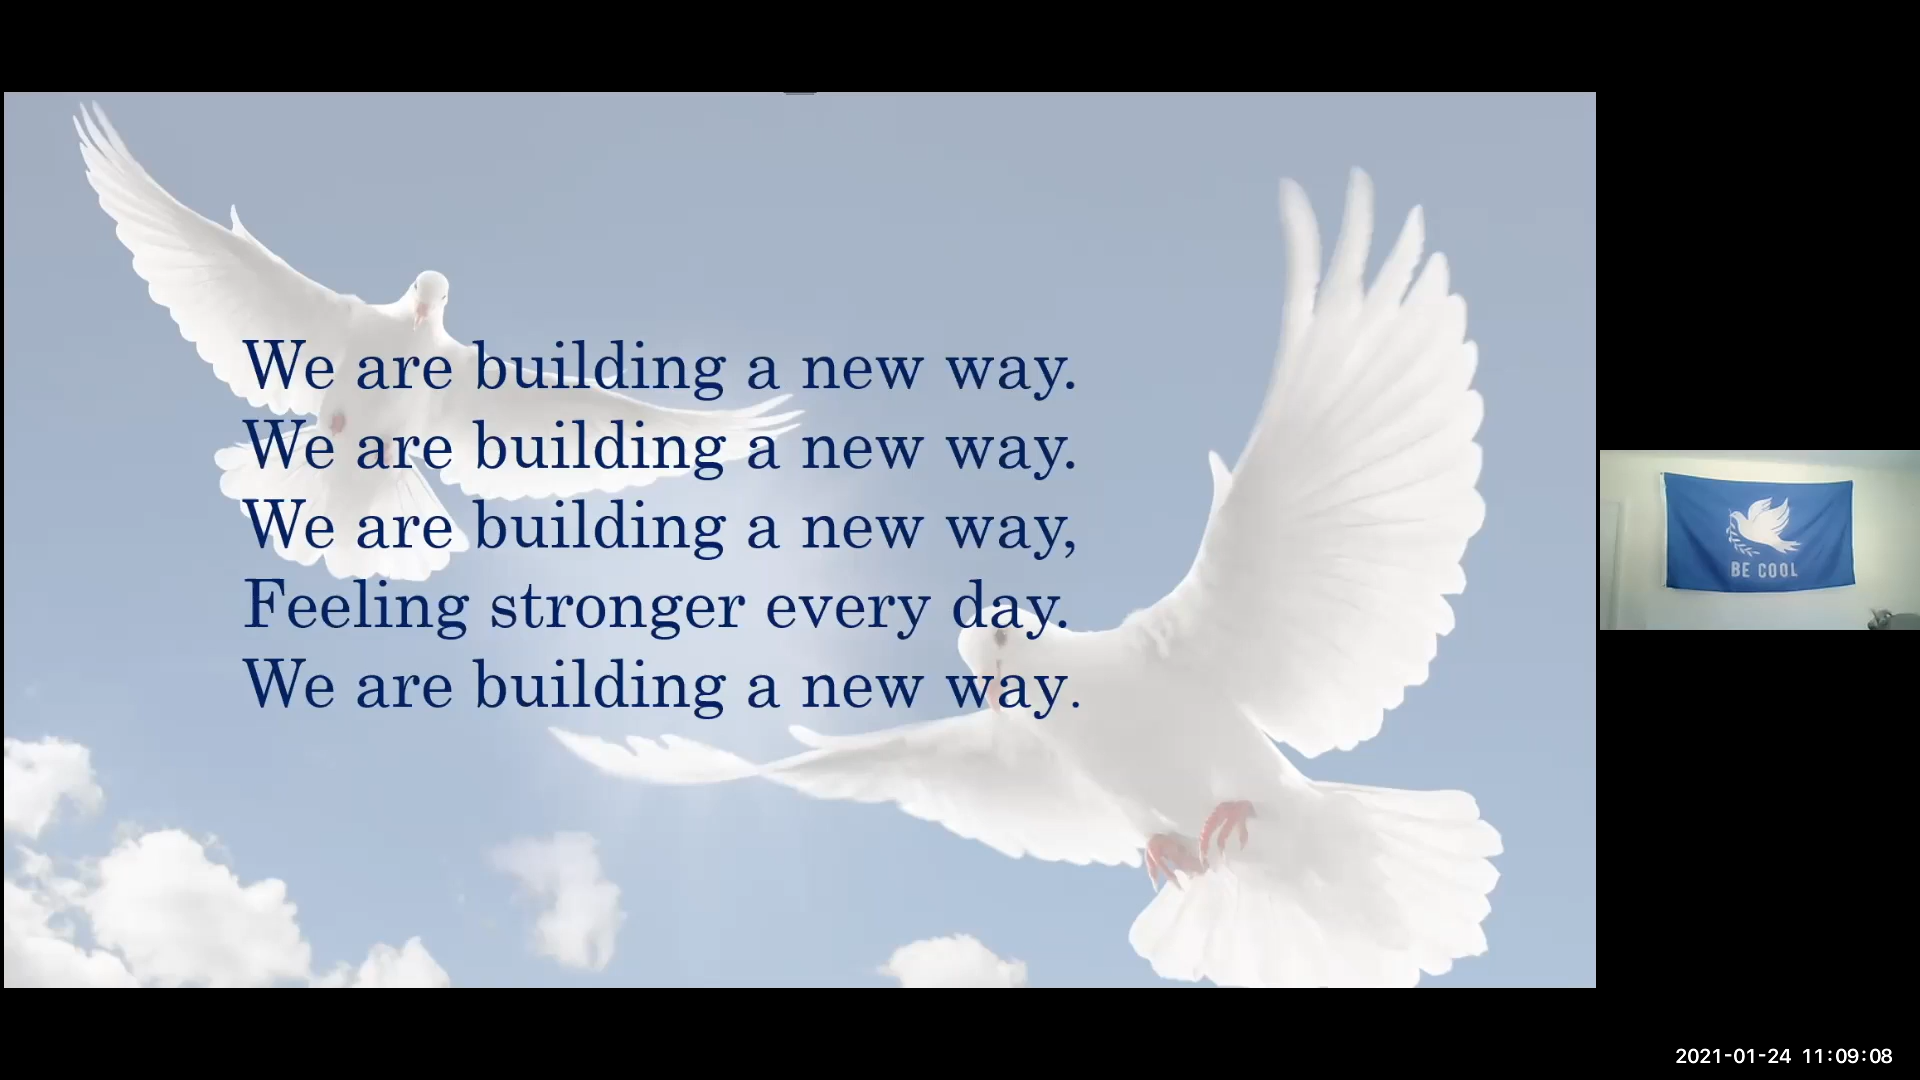 We are building a new way.
We are building a new way.
We are building a new way,
Feeling stronger every day.
We are building a new way.
BE COOL
2021-01-24 11:09:08